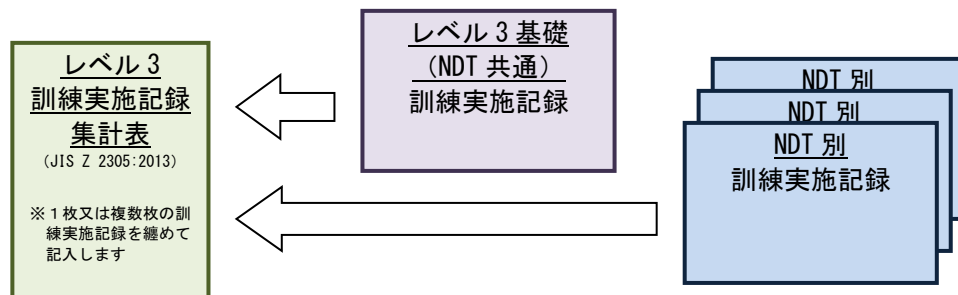 レベル3
訓練実施記録
集計表
(JIS Z 2305:2013)
※1枚又は複数枚の訓
練実施記録を纏めて
記入します
レベル3基礎
(NDT共通)
訓練実施記録
NDT別
NDT別
NDT別
訓練実施記録